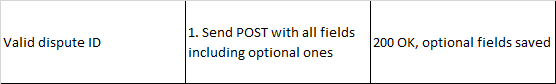 Valid dispute ID
1. Send POST with all fields
including optional ones
200 OK, optional fields saved